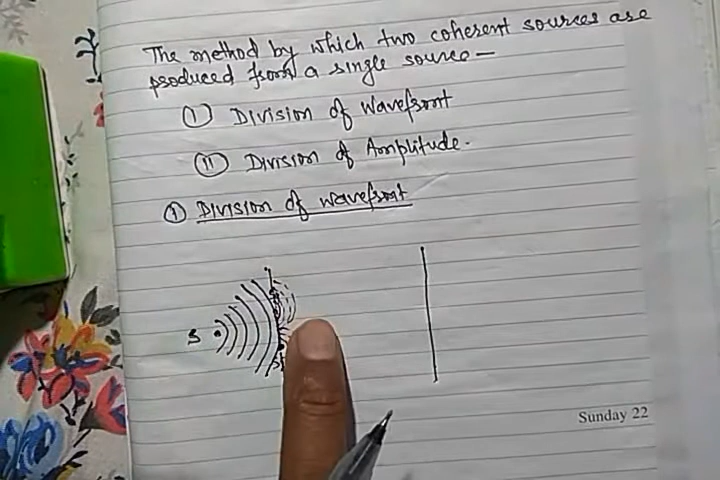 The method by which two coherent sources are
produced from a single source—
(I) Division of Wavefront
(II) Division of Amplitude.
(I) Division of wavefront
S
Sunday 22